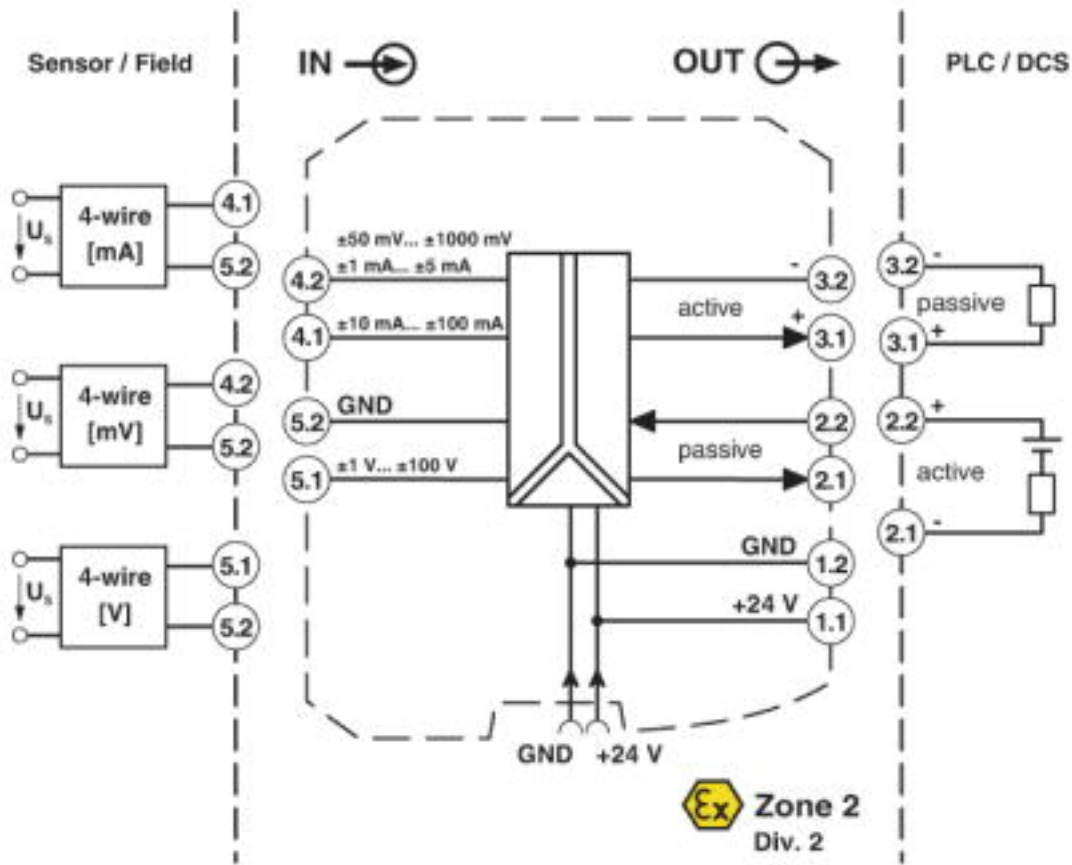 Sensor / Field
IN
OUT
PLC / DCS
4-wire
[mA]
Us
4.1
5.2
4-wire
[mV]
Us
4.2
5.2
4-wire
[V]
Us
5.1
5.2
±50 mV... ±1000 mV
±1 mA... ±5 mA
4.2
±10 mA... ±100 mA
4.1
GND
5.2
±1 V... ±100 V
5.1
-
3.2
active
+
3.1
2.2
passive
2.1
GND
1.2
+24 V
1.1
GND +24 V
3.2 -
passive
3.1 +
2.2 +
active
2.1 -
Ex Zone 2
Div. 2